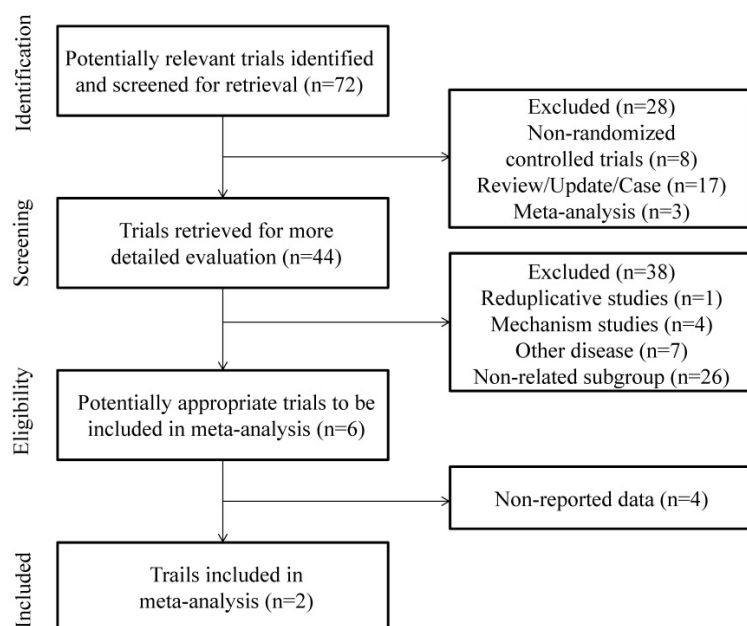 Identification
Potentially relevant trials identified
and screened for retrieval (n=72)
Excluded (n=28)
Non-randomized
controlled trials (n=8)
Review/Update/Case (n=17)
Meta-analysis (n=3)
Screening
Trials retrieved for more
detailed evaluation (n=44)
Excluded (n=38)
Reduplicative studies (n=1)
Mechanism studies (n=4)
Other disease (n=7)
Non-related subgroup (n=26)
Eligibility
Potentially appropriate trials to be
included in meta-analysis (n=6)
Non-reported data (n=4)
Included
Trails included in
meta-analysis (n=2)